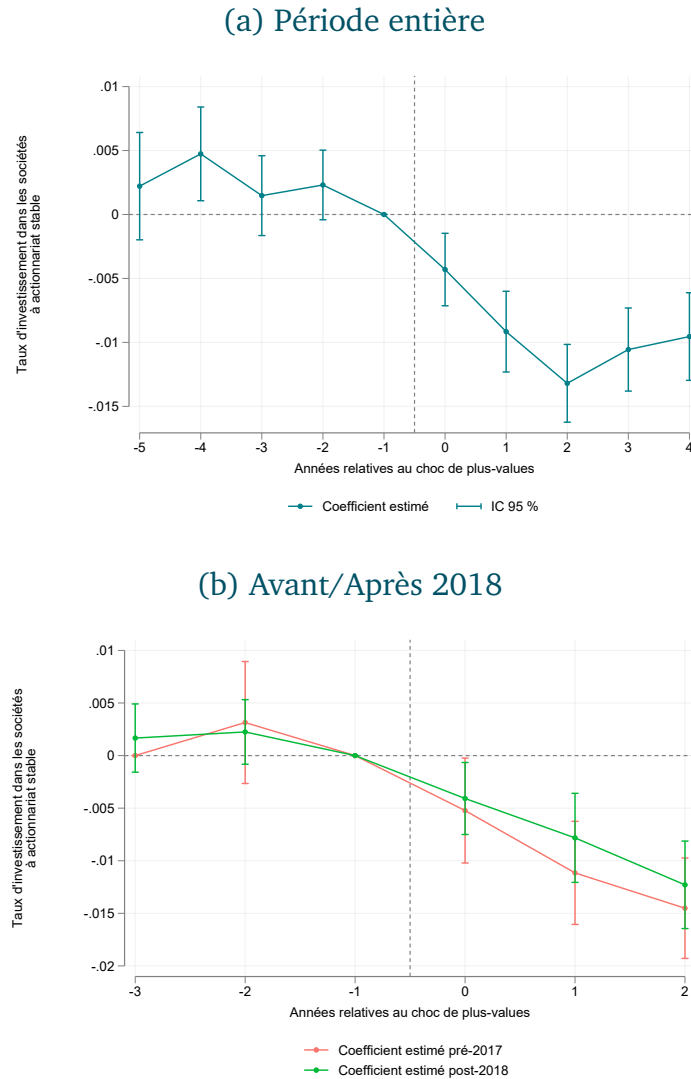 (a) Période entière
Taux d'investissement dans les sociétés
à actionnariat stable
.01
.005
0
-.005
-.01
-.015
-5
-4
-3
-2
-1
0
1
2
3
4
Années relatives au choc de plus-values
Coefficient estimé
IC 95 %
(b) Avant/Après 2018
Taux d'investissement dans les sociétés
à actionnariat stable
.01
.005
0
-.005
-.01
-.015
-.02
-3
-2
-1
0
1
2
Années relatives au choc de plus-values
Coefficient estimé pré-2017
Coefficient estimé post-2018